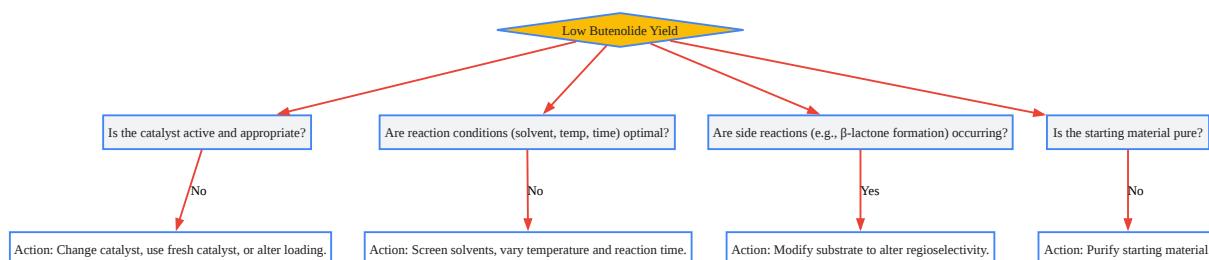 Low Butenolide Yield
Is the catalyst active and appropriate?
Are reaction conditions (solvent, temp, time) optimal?
Are side reactions (e.g., β-lactone formation) occurring?
Is the starting material pure?
No
No
Yes
No
Action: Change catalyst, use fresh catalyst, or alter loading.
Action: Screen solvents, vary temperature and reaction time.
Action: Modify substrate to alter regioselectivity.
Action: Purify starting material